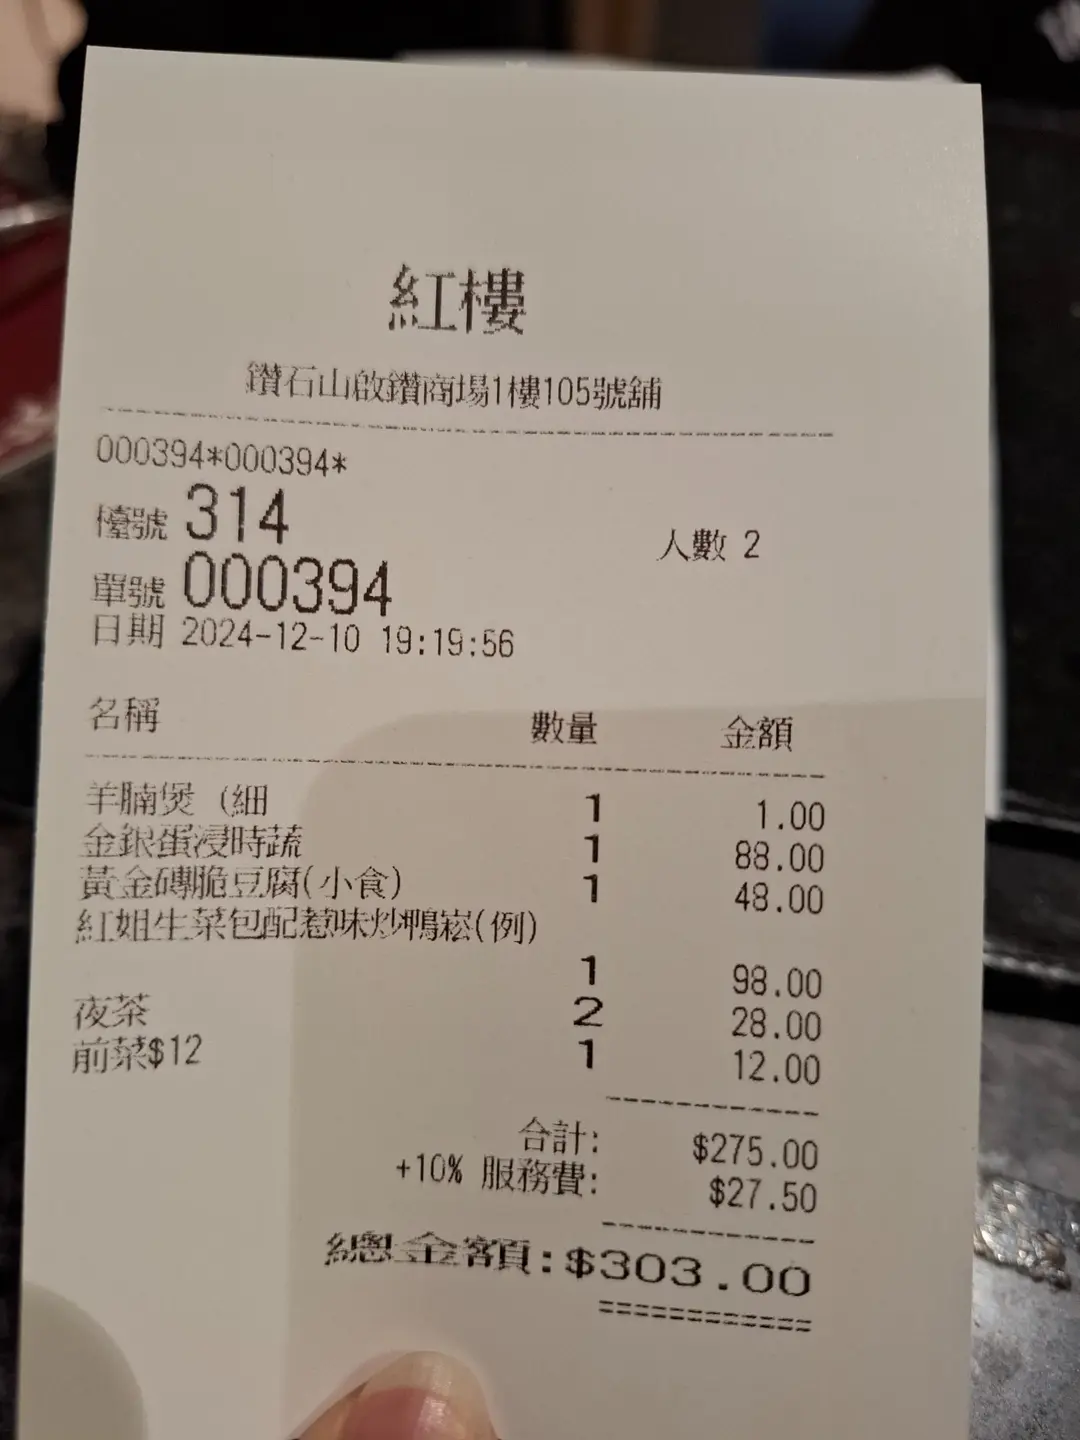 紅樓
鑽石山啟鑽商場1樓105號舖
000394*000394*
檯號 314 人數 2
單號 000394
日期 2024-12-10 19:19:56
名稱 數量 金額
羊腩煲 (細 1 1.00
金銀蛋浸時蔬 1 88.00
黃金磚脆豆腐(小食) 1 48.00
紅姐生菜包配惹味炒鴨崧(例)
1 98.00
夜茶 2 28.00
前菜$12 1 12.00
合計: $275.00
+10% 服務費: $27.50
總金額:$303.00